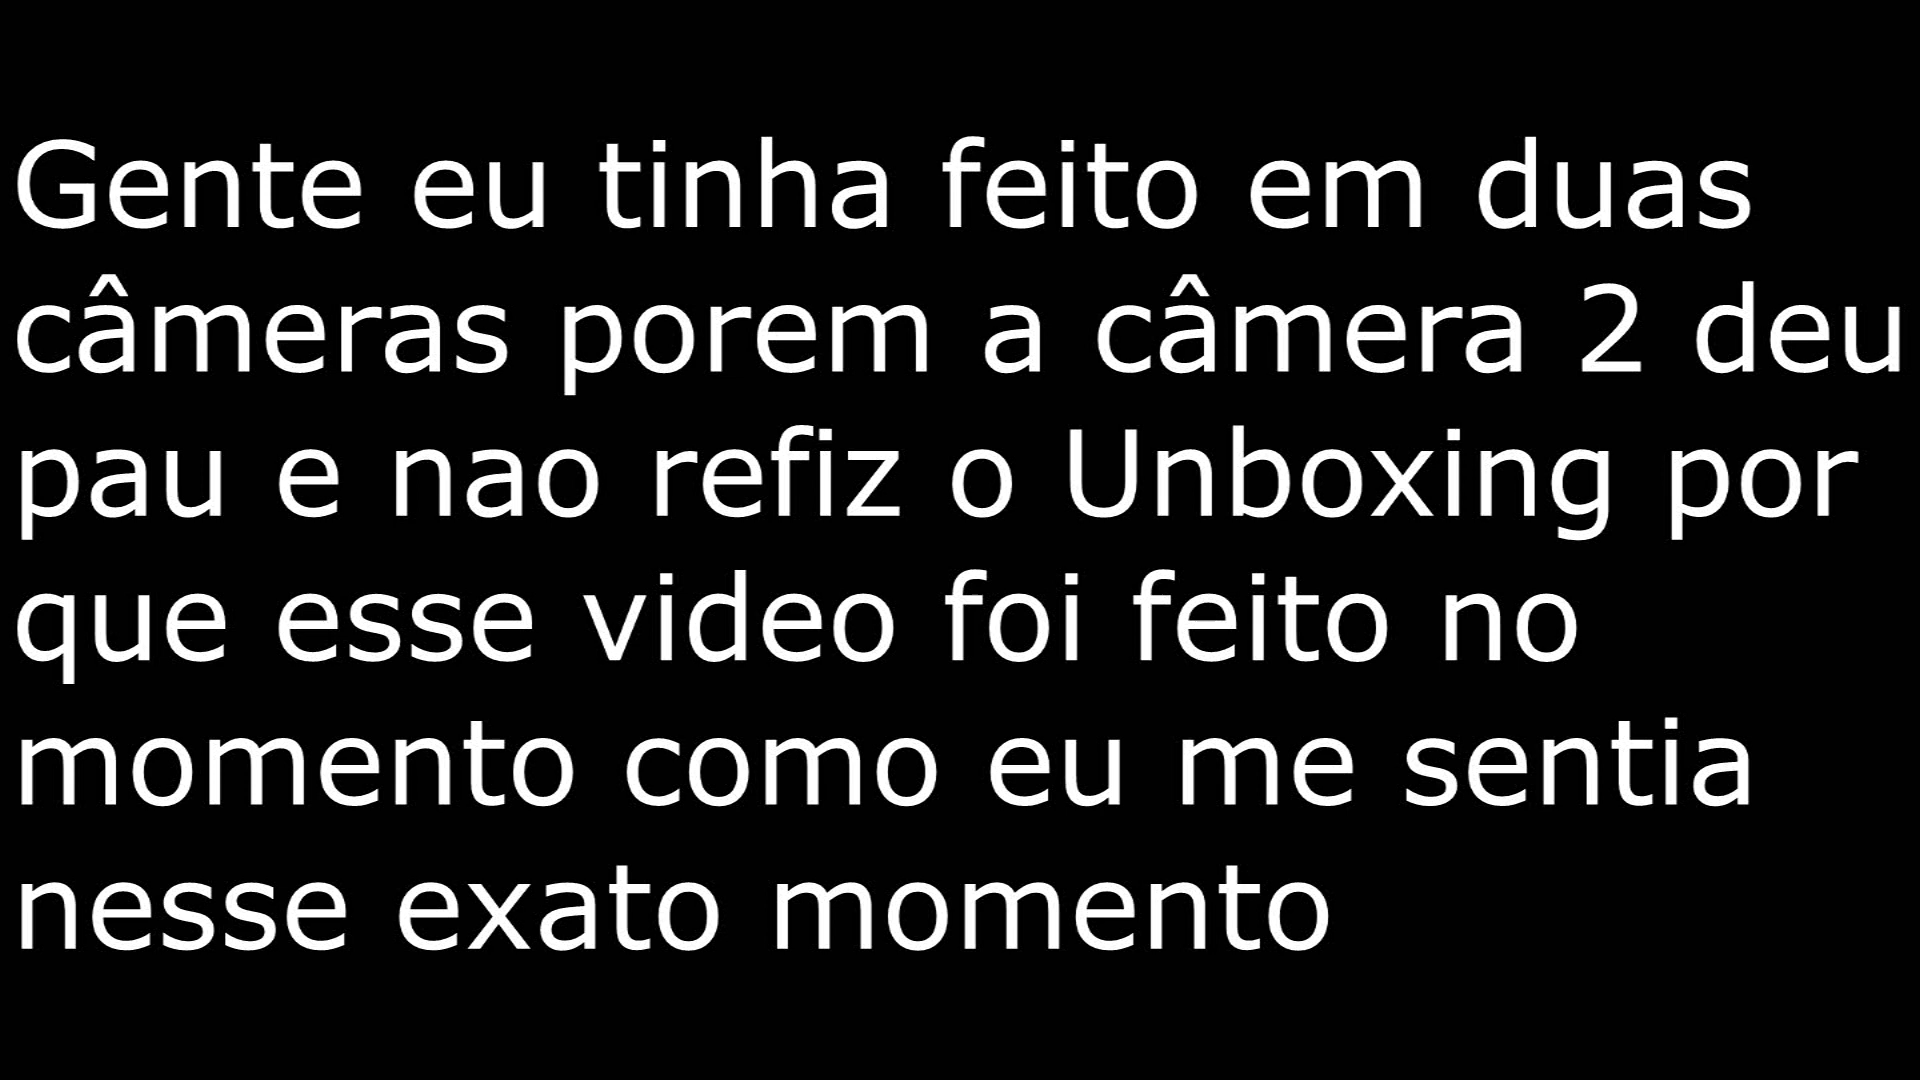 Gente eu tinha feito em duas
câmeras porem a câmera 2 deu
pau e nao refiz o Unboxing por
que esse video foi feito no
momento como eu me sentia
nesse exato momento